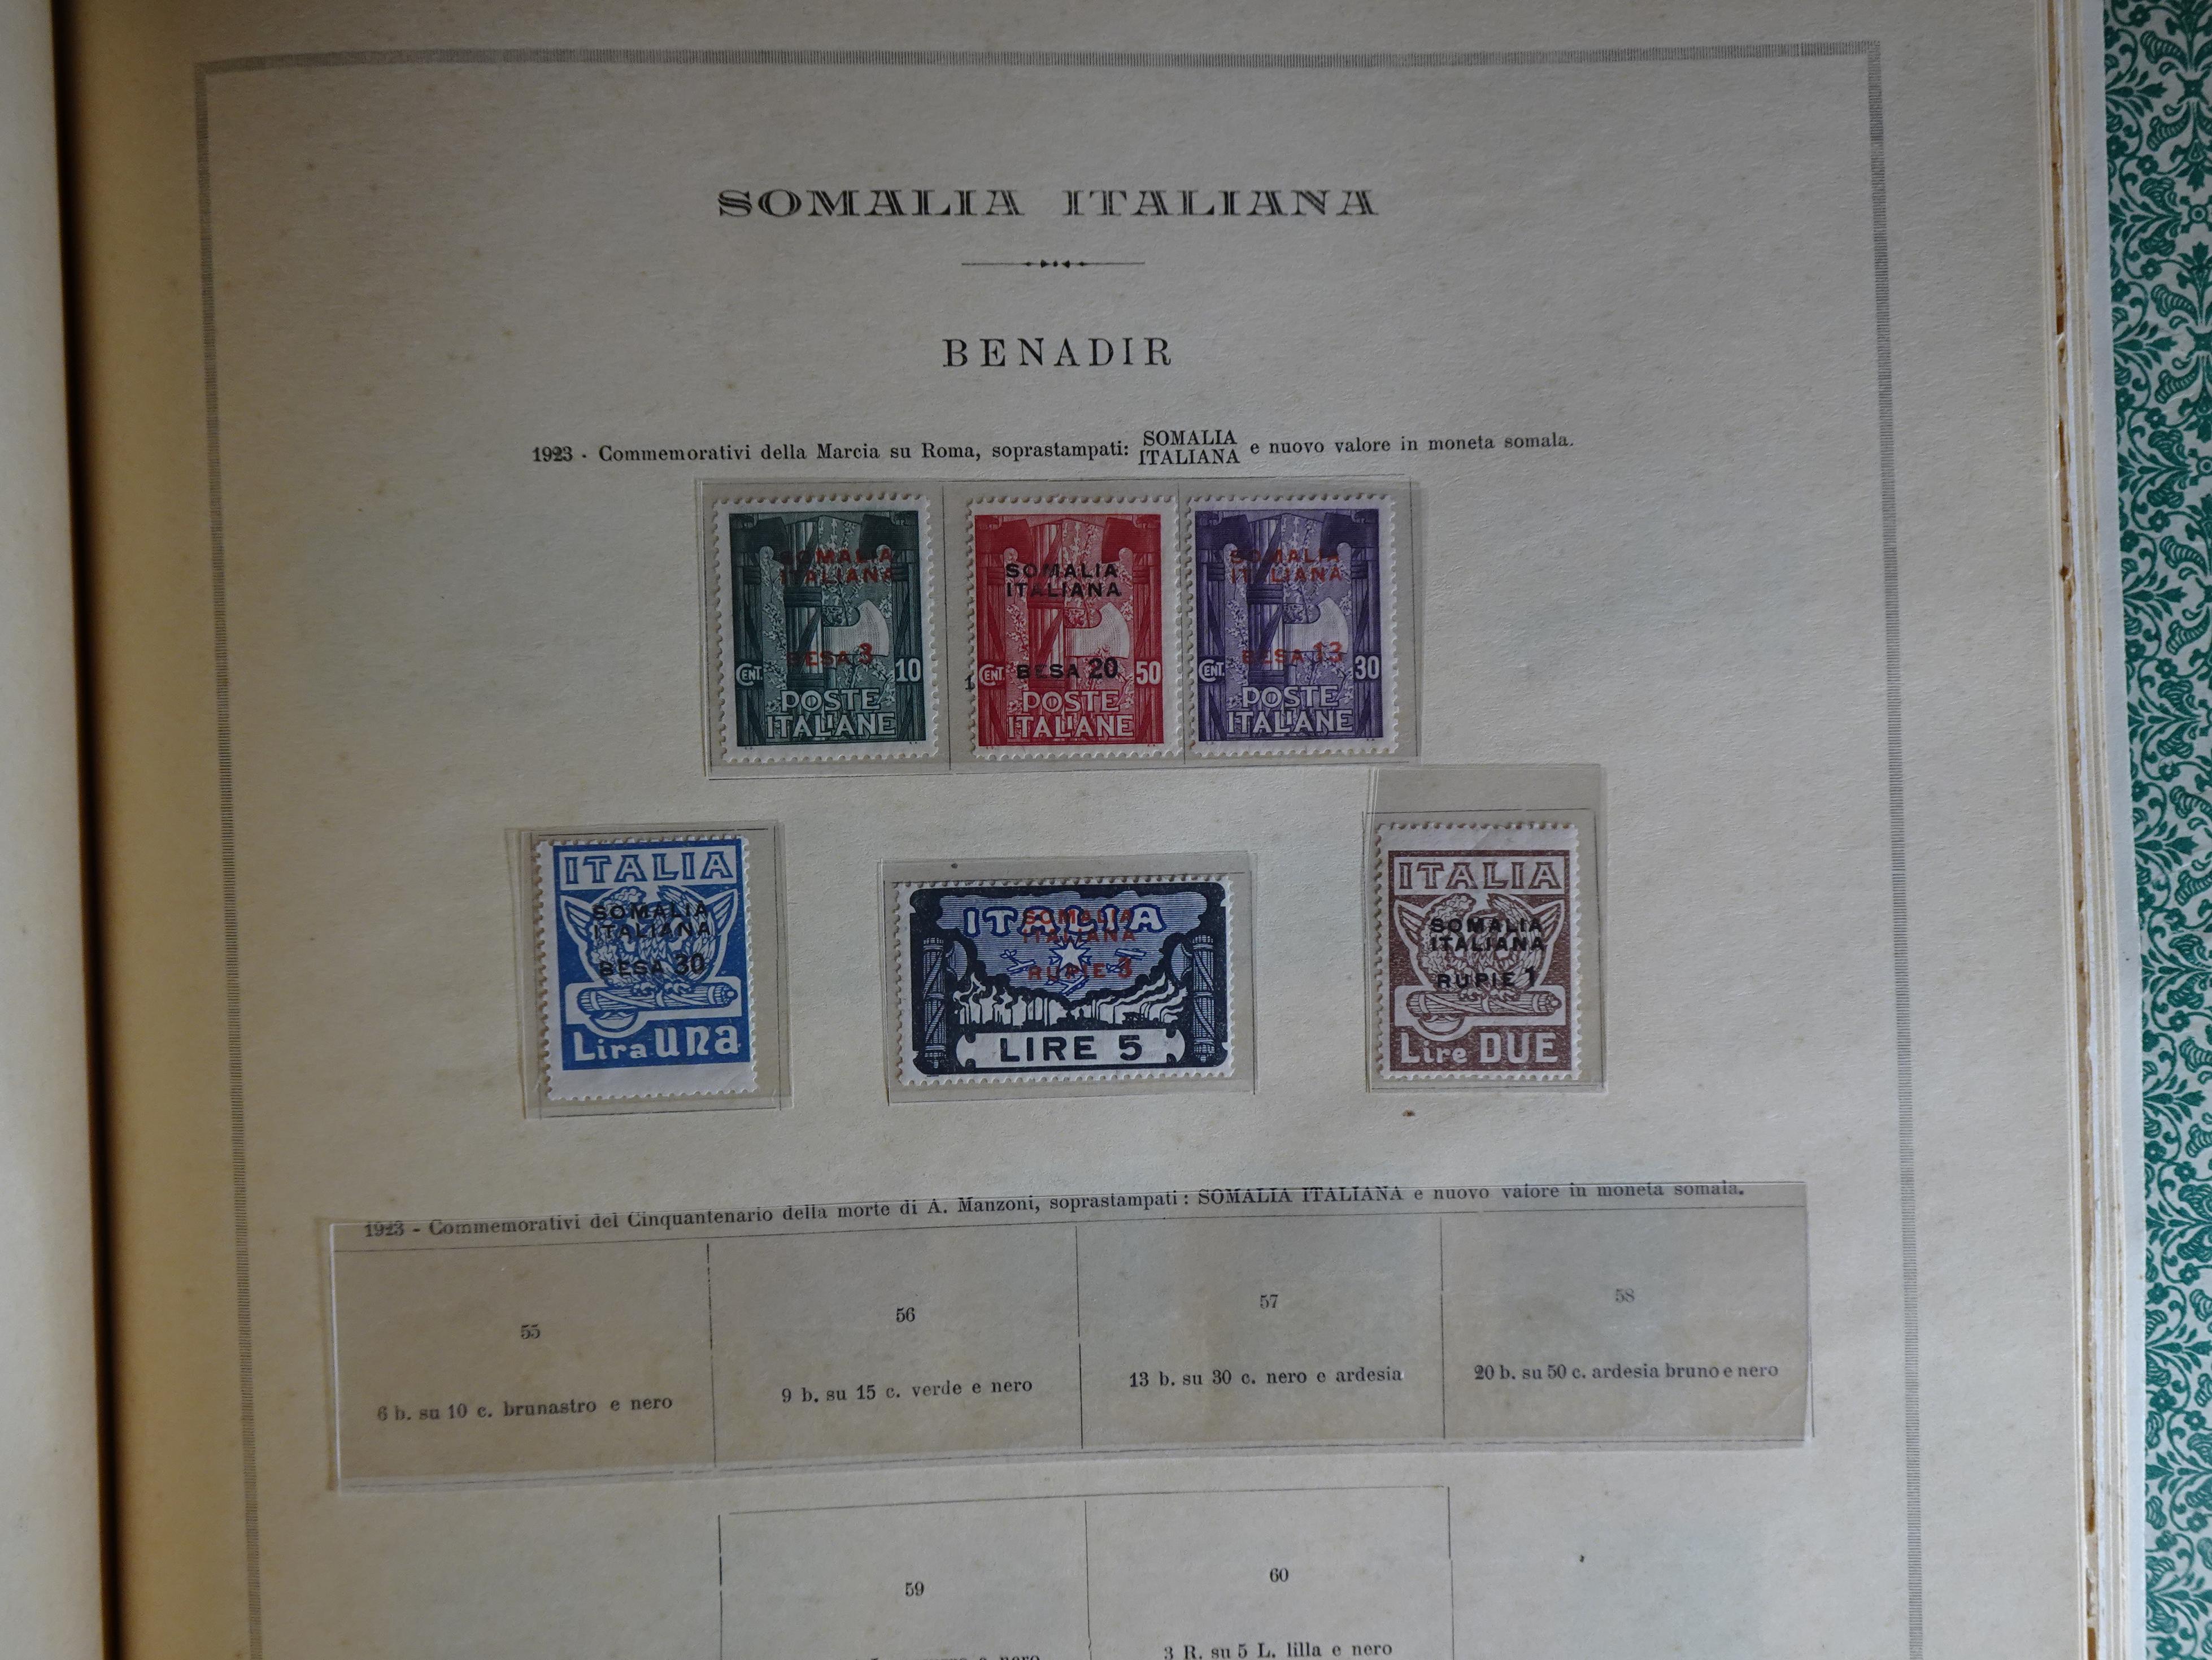 SOMALIA ITALIANA
BENADIR
1923 - Commemorativi della Marcia su Roma, soprastampati: SOMALIA ITALIANA e nuovo valore in moneta somala.
SOMALIA
ITALIANA
BESA 3
CENT. 10
POSTE
ITALIANE
SOMALIA
ITALIANA
BESA 20
1
CENT. 50
POSTE
ITALIANE
SOMALIA
ITALIANA
BESA 13
CENT. 30
POSTE
ITALIANE
ITALIA
SOMALIA
ITALIANA
BESA 30
Lira UNA
ITALIA
SOMALIA
ITALIANA
RUPIE 3
LIRE 5
ITALIA
SOMALIA
ITALIANA
RUPIE 1
Lire DUE
1923 - Commemorativi del Cinquantenario della morte di A. Manzoni, soprastampati: SOMALIA ITALIANA e nuovo valore in moneta somala.
55
6 b. su 10 c. brunastro e nero
56
9 b. su 15 c. verde e nero
57
13 b. su 30 c. nero e ardesia
58
20 b. su 50 c. ardesia bruno e nero
59
e nero
60
3 R. su 5 L. lilla e nero